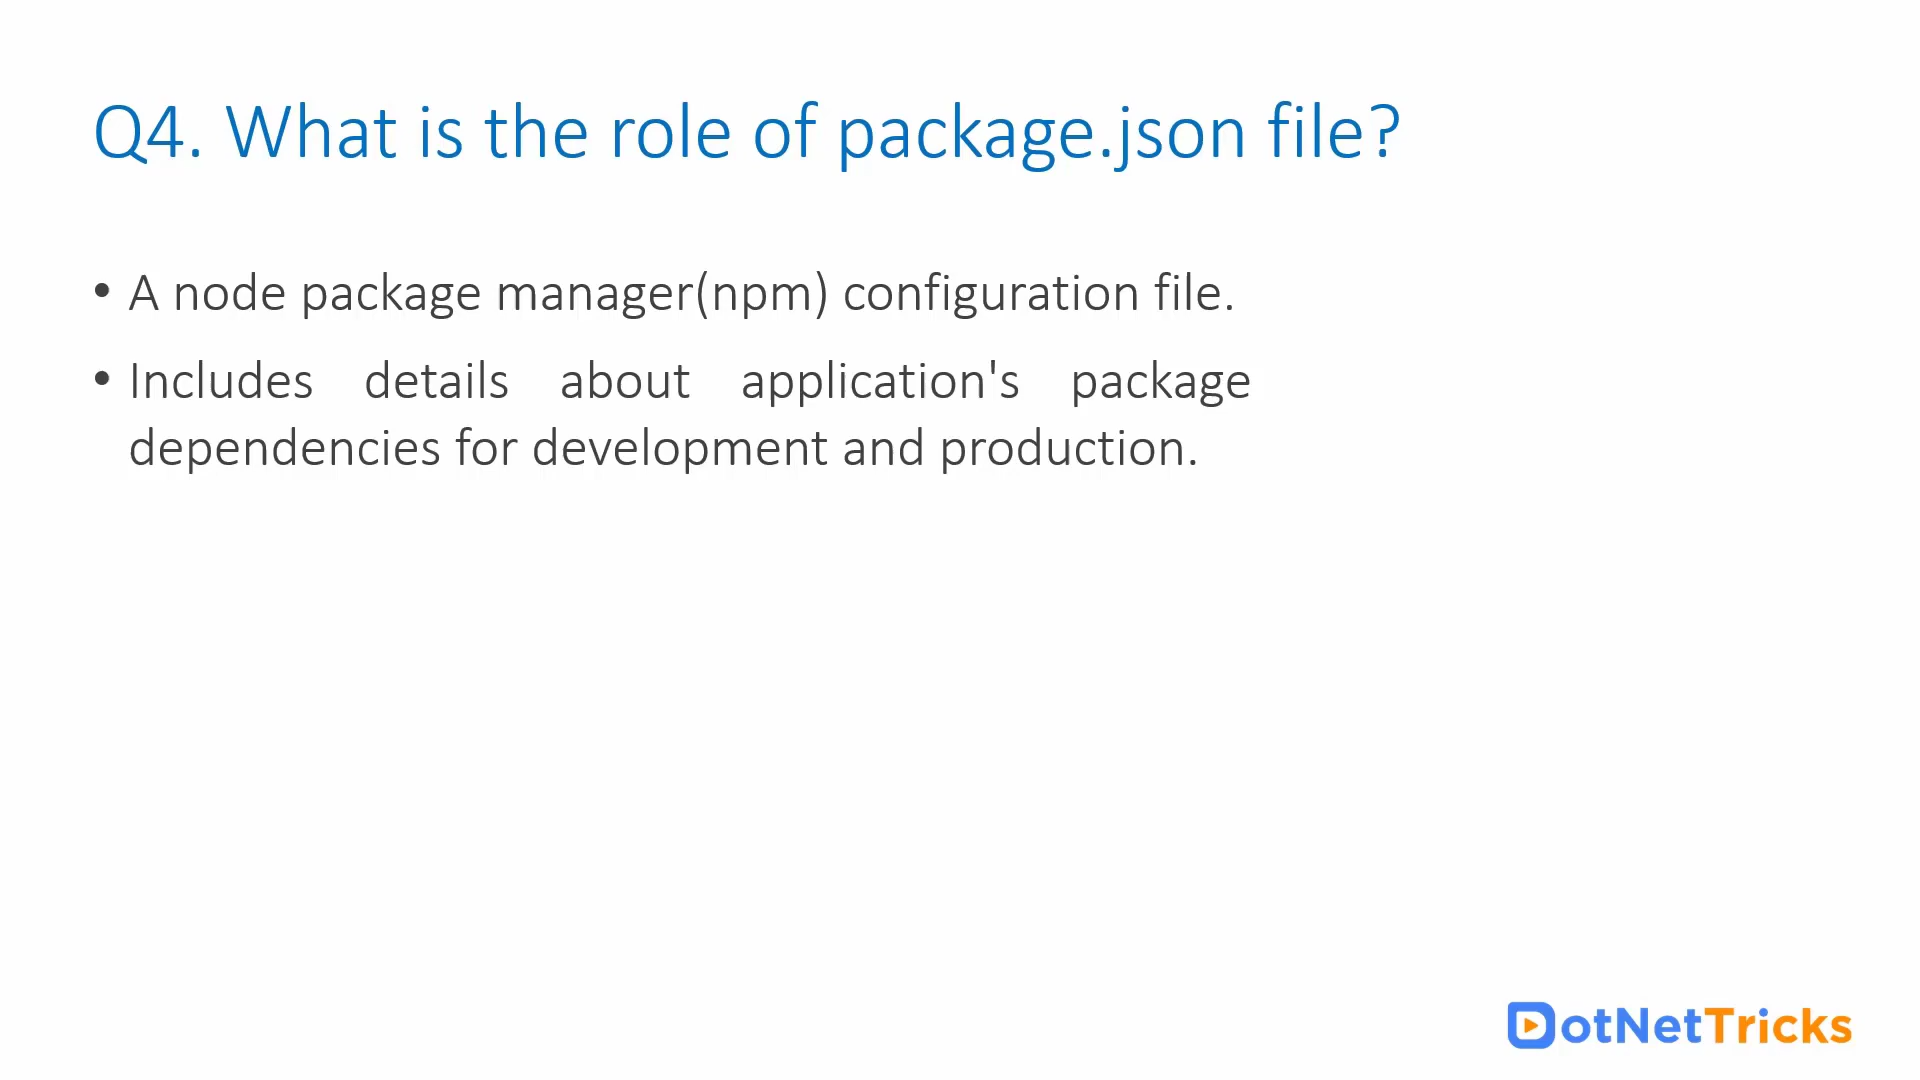 Q4. What is the role of package.json file?
• A node package manager(npm) configuration file.
• Includes details about application's package
dependencies for development and production.
DotNetTricks